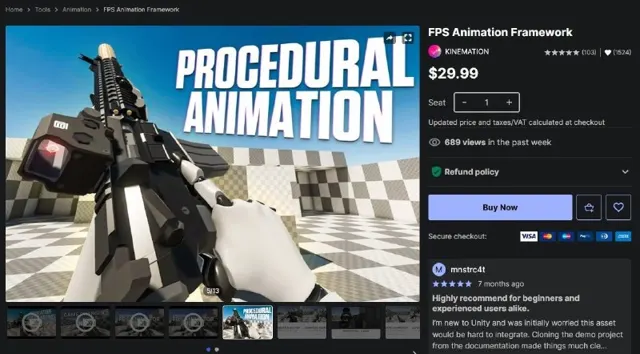 Home > Tools > Animation > FPS Animation Framework
PROCEDURAL
ANIMATION
5/13
FPS Animation Framework
KINEMATION
(103) | (1524)
$29.99
Seat - 1 +
Updated price and taxes/VAT calculated at checkout
689 views in the past week
Refund policy
Buy Now
Secure checkout:
VISA
M mnstrc4t
7 months ago
Highly recommend for beginners and
experienced users alike.
I'm new to Unity and was initially worried this asset
would be hard to integrate. Cloning the demo project
from the documentation made things much cle...